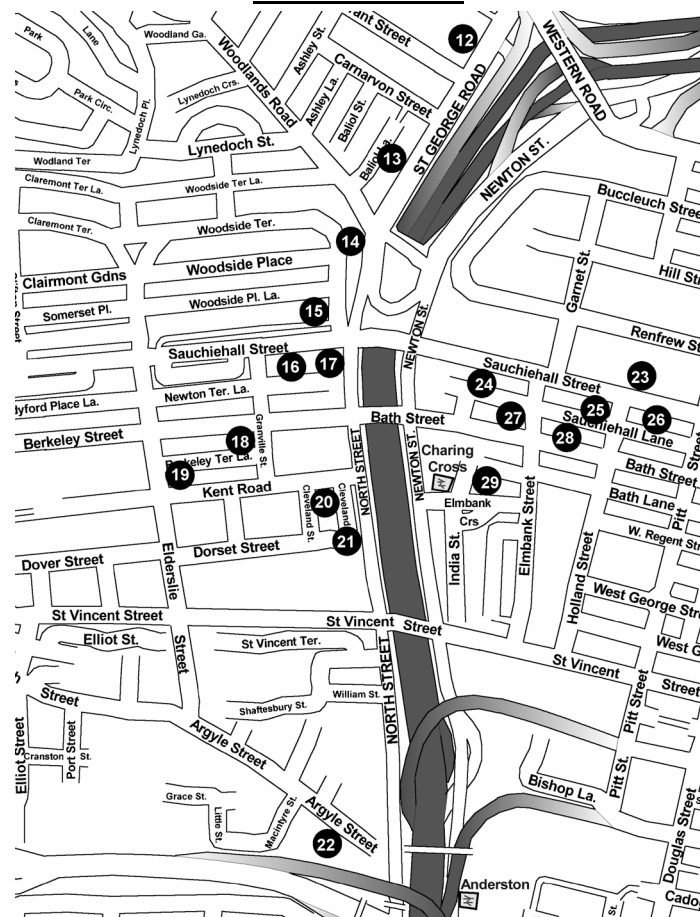 Park
Lane
Woodland Ga.
Woodlands Road
Ashley St.
ant Street
12
WESTERN ROAD
Carnarvon Street
Park Circ.
Lynedoch Pl.
Lynedoch Crs.
Ashley La.
Baliol St.
Baliol La.
13
ST GEORGE ROAD
NEWTON ST.
Lynedoch St.
Wodland Ter
Claremont Ter La.
Woodside Ter La.
Buccleuch Stree
Claremont Ter.
Woodside Ter.
14
Garnet St.
Hill St
Woodside Place
Clairmont Gdns
Woodside Pl. La.
Somerset Pl.
15
NEWTON ST.
Renfrew St
Sauchiehall Street
16
17
Sauchiehall Street
23
24
Newton Ter. La.
dyford Place La.
25
26
27
Bath Street
Sauchiehall Lane
28
Berkeley Street
18
Granville St.
Berkeley Ter La.
19
NORTH STREET
NEWTON ST.
Charing
Cross
29
Bath Street
Street
Kent Road
20
Cleveland St.
Cleveland
Elmbank
Crs
Elmbank Street
Bath Lane
Pitt
21
W. Regent St
Dorset Street
Dover Street
Elderslie
India St.
Holland Street
West George Str
St Vincent Street
St Vincent Street
Elliot St.
Street
St Vincent Ter.
West G
St Vincent
Street
NORTH STREET
William St.
Street
Shaftesbury St.
Pitt Street
Argyle Street
Elliot Street
Port Street
Cranston St.
Pitt St.
Bishop La.
Grace St.
Little St.
Macintyre St.
Argyle Street
22
Douglas Street
Anderston
St.
Cado